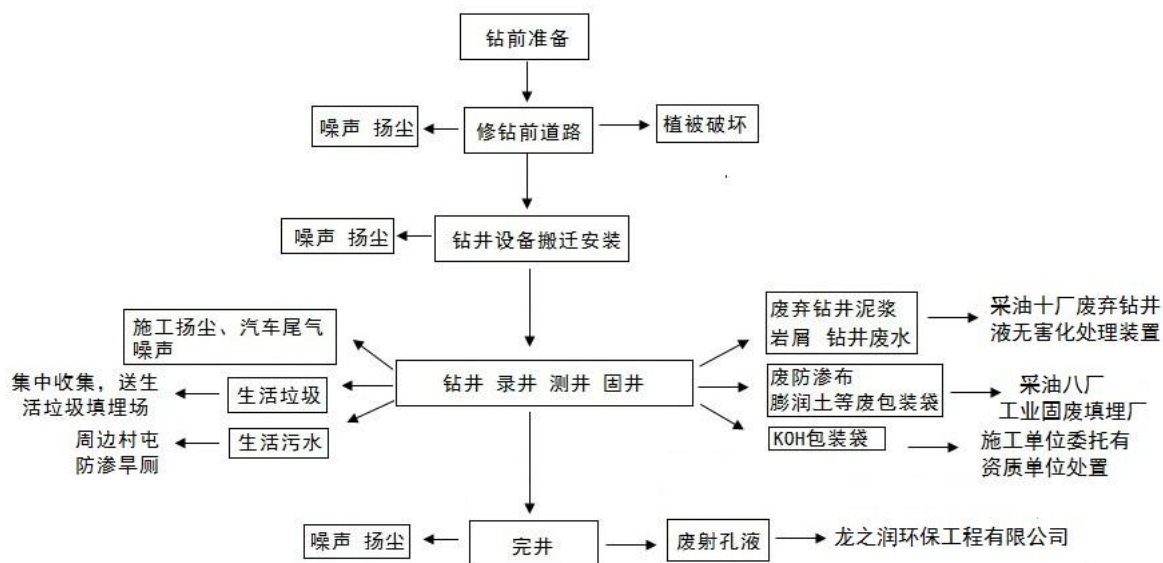 钻前准备
噪声 扬尘
修钻前道路
植被破坏
噪声 扬尘
钻井设备搬迁安装
施工扬尘、汽车尾气
噪声
废弃钻井泥浆
岩屑 钻井废水
采油十厂废弃钻井
液无害化处理装置
集中收集，送生
活垃圾填埋场
生活垃圾
钻井 录井 测井 固井
废防渗布
膨润土等废包装袋
采油八厂
工业固废填埋厂
周边村屯
防渗旱厕
生活污水
KOH包装袋
施工单位委托有
资质单位处置
噪声 扬尘
完井
废射孔液
龙之润环保工程有限公司